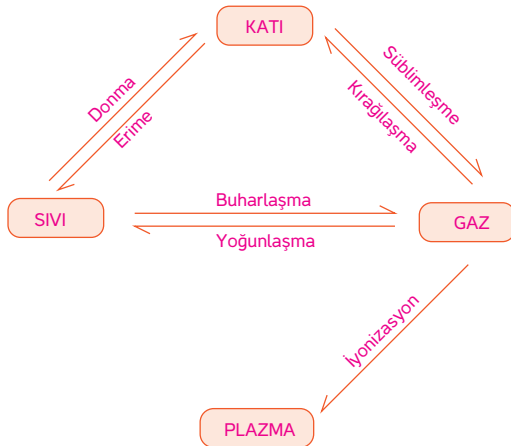 KATI
Donma
Erime
Süblimleşme
Kırağılaşma
SIVI
Buharlaşma
Yoğunlaşma
GAZ
İyonizasyon
PLAZMA